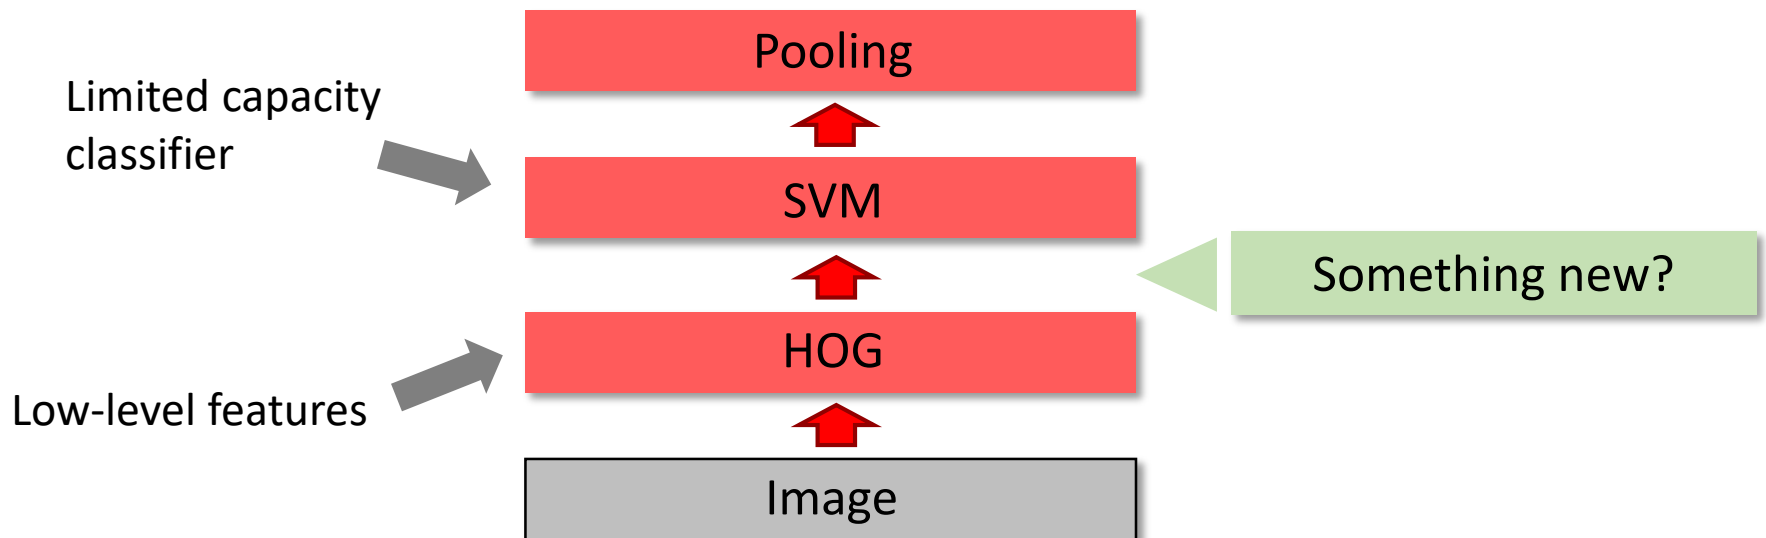 Pooling
Limited capacity
classifier
SVM
Something new?
HOG
Low-level features
Image